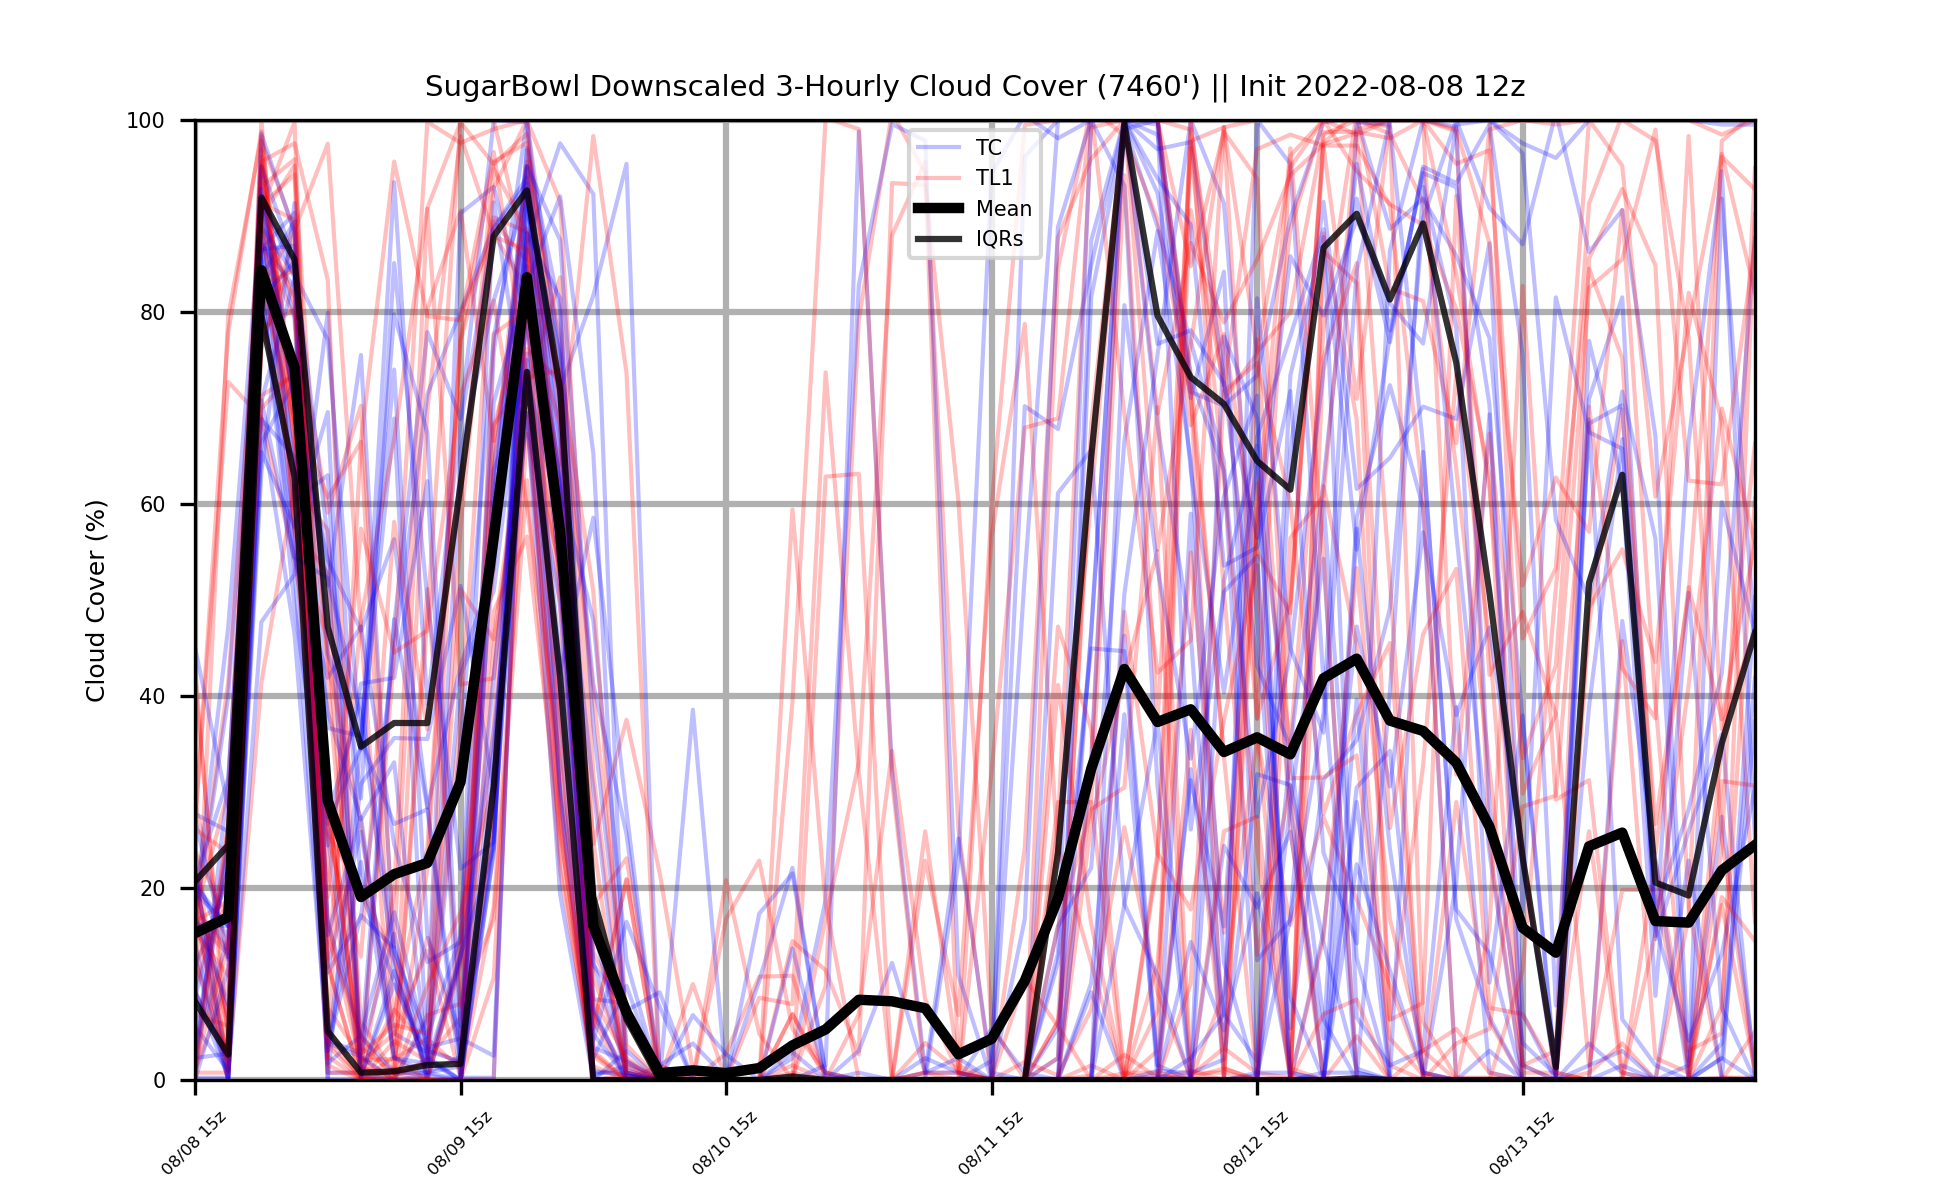 SugarBowl Downscaled 3-Hourly Cloud Cover (7460') || Init 2022-08-08 12z
Cloud Cover (%)
100
80
60
40
20
0
TC
TL1
Mean
IQRs
08/08 15z
08/09 15z
08/10 15z
08/11 15z
08/12 15z
08/13 15z